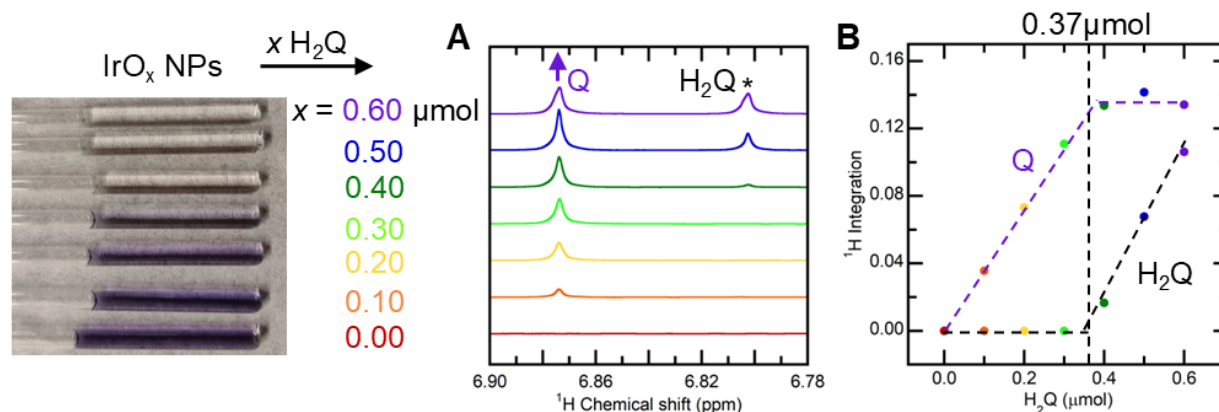 IrOₓ NPs
x H₂Q
x = 0.60 μmol
0.50
0.40
0.30
0.20
0.10
0.00
A
Q
H₂Q *
6.90 6.86 6.82 6.78
¹H Chemical shift (ppm)
B
0.37μmol
0.16
0.12
0.08
0.04
0.00
¹H Integration
Q
H₂Q
0.0 0.2 0.4 0.6
H₂Q (μmol)